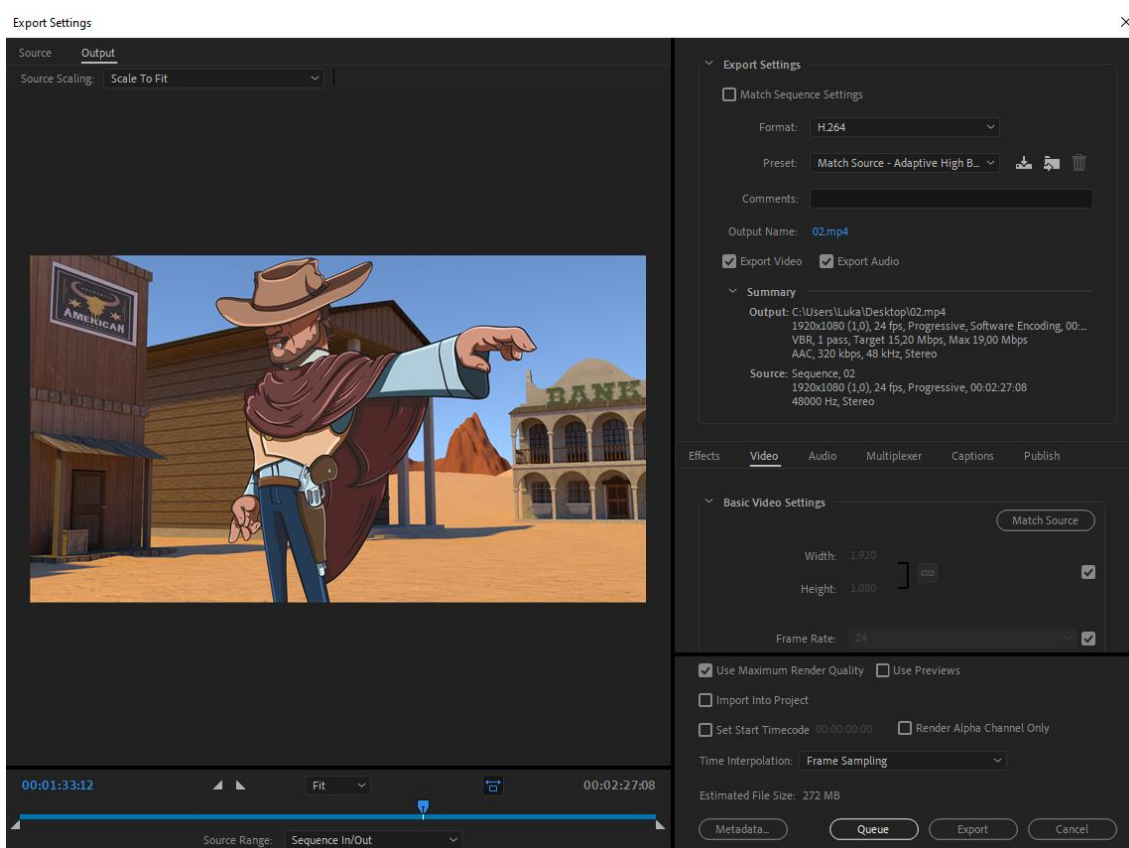 Export Settings
Source Output
Source Scaling: Scale To Fit
AMERICAN
BANK
00:01:33:12 Fit 00:02:27:08
Source Range: Sequence In/Out
Export Settings
Match Sequence Settings
Format: H.264
Preset: Match Source - Adaptive High B...
Comments:
Output Name: 02.mp4
Export Video Export Audio
Summary
Output: C:\Users\Luka\Desktop\02.mp4
1920x1080 (1,0), 24 fps, Progressive, Software Encoding, 00:...
VBR, 1 pass, Target 15,20 Mbps, Max 19,00 Mbps
AAC, 320 kbps, 48 kHz, Stereo
Source: Sequence, 02
1920x1080 (1,0), 24 fps, Progressive, 00:02:27:08
48000 Hz, Stereo
Effects Video Audio Multiplexer Captions Publish
Basic Video Settings
Match Source
Width: 1.920
Height: 1.080
Frame Rate: 24
Use Maximum Render Quality Use Previews
Import Into Project
Set Start Timecode 00:00:00:00 Render Alpha Channel Only
Time Interpolation: Frame Sampling
Estimated File Size: 272 MB
Metadata... Queue Export Cancel